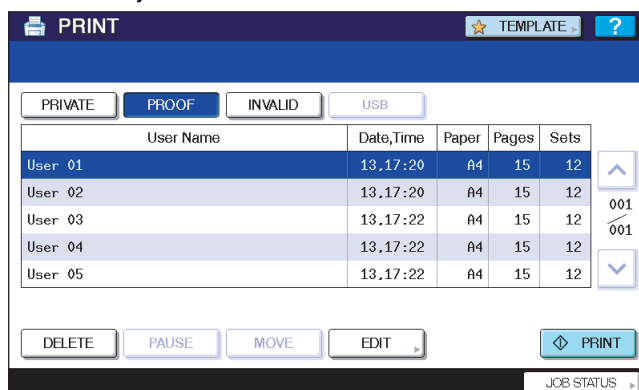 PRINT TEMPLATE ?
PRIVATE PROOF INVALID USB
User Name Date,Time Paper Pages Sets
User 01 13,17:20 A4 15 12
User 02 13,17:20 A4 15 12
User 03 13,17:22 A4 15 12
User 04 13,17:22 A4 15 12
User 05 13,17:22 A4 15 12
001
001
DELETE PAUSE MOVE EDIT PRINT
JOB STATUS